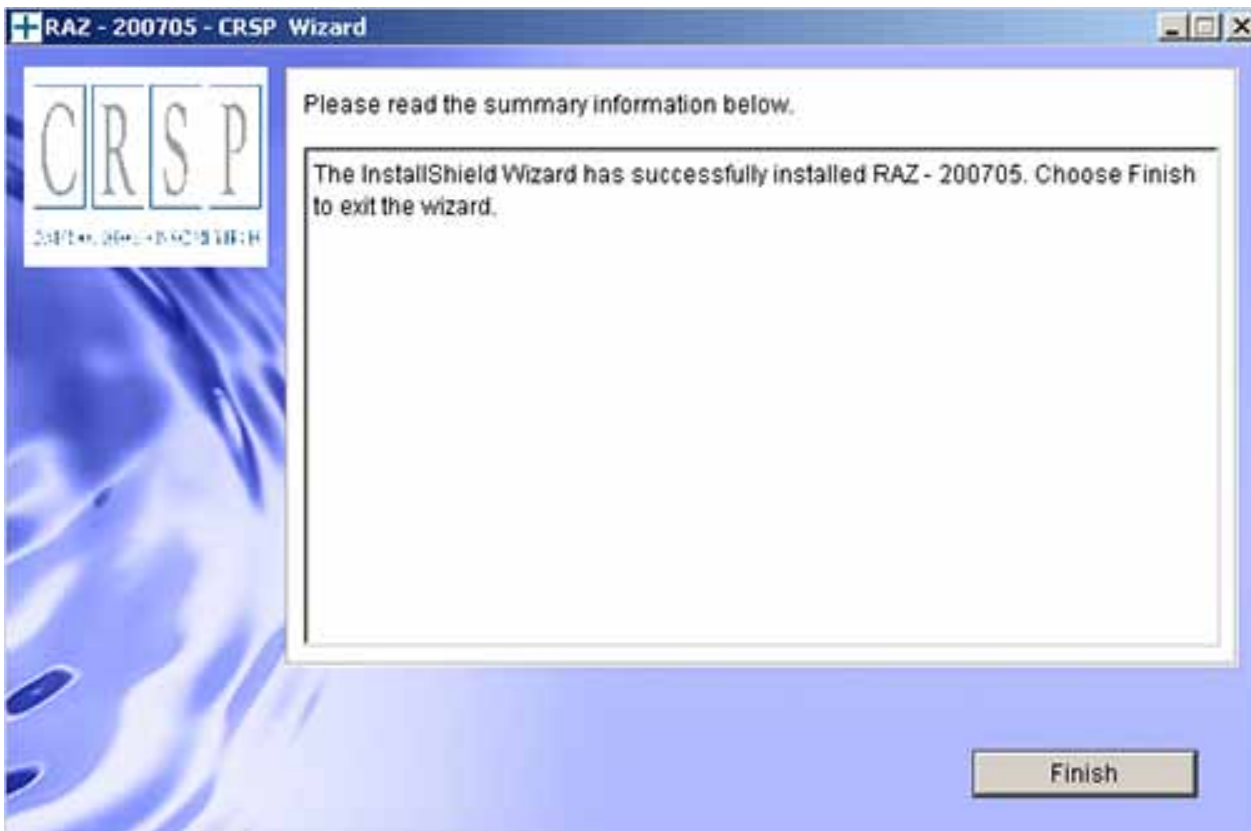 RAZ - 200705 - CRSP Wizard
CRSP
Please read the summary information below.
The InstallShield Wizard has successfully installed RAZ - 200705. Choose Finish
to exit the wizard.
Finish